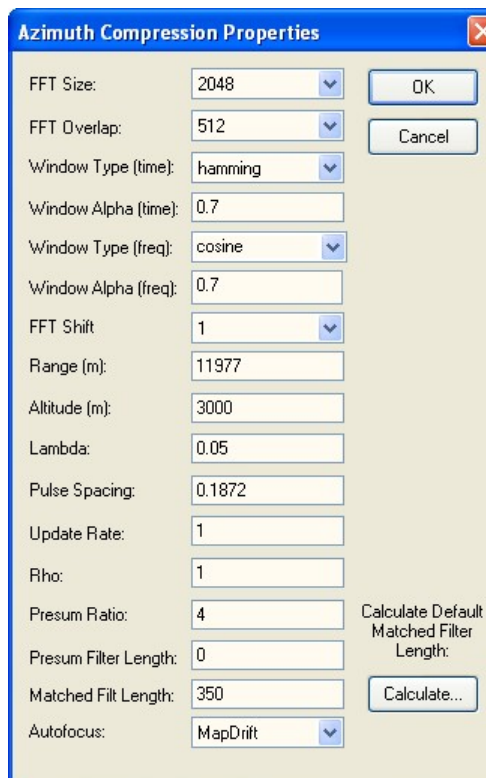 Azimuth Compression Properties
FFT Size: 2048
OK
FFT Overlap: 512
Cancel
Window Type (time): hamming
Window Alpha (time): 0.7
Window Type (freq): cosine
Window Alpha (freq): 0.7
FFT Shift 1
Range (m): 11977
Altitude (m): 3000
Lambda: 0.05
Pulse Spacing: 0.1872
Update Rate: 1
Rho: 1
Presum Ratio: 4
Calculate Default
Matched Filter
Length:
Presum Filter Length: 0
Matched Filt Length: 350
Calculate...
Autofocus: MapDrift